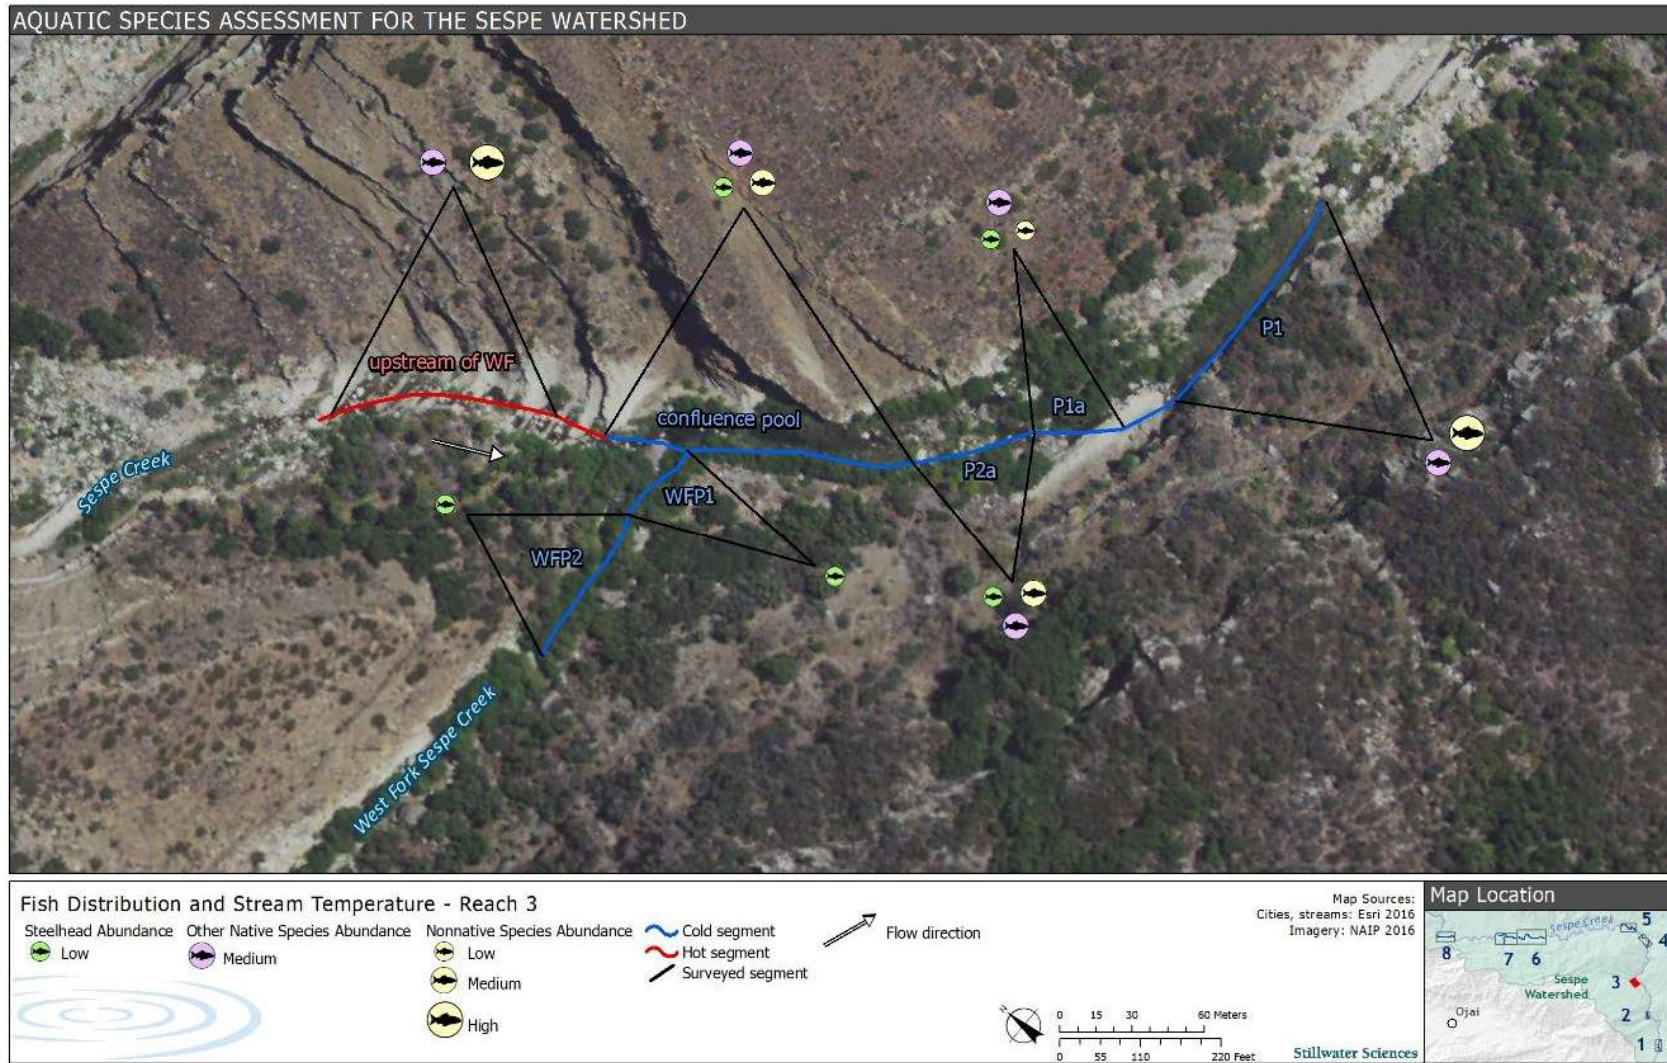 AQUATIC SPECIES ASSESSMENT FOR THE SESPE WATERSHED
upstream of WF
confluence pool
P1
P1a
P2a
WFP1
WFP2
Sespe Creek
West Fork Sespe Creek
Fish Distribution and Stream Temperature - Reach 3
Steelhead Abundance
Low
Other Native Species Abundance
Medium
Nonnative Species Abundance
Low
Medium
High
Cold segment
Hot segment
Surveyed segment
Flow direction
Map Sources:
Cities, streams: Esri 2016
Imagery: NAIP 2016
N
0 15 30 60 Meters
0 55 110 220 Feet
Stillwater Sciences
Map Location
Sespe Creek
5
4
8
7 6
Sespe
Watershed
3
Ojai
2
1